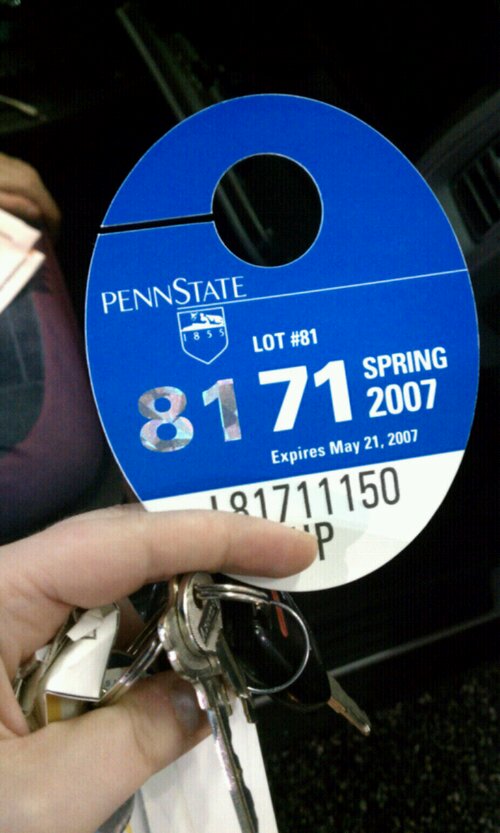 PENNSTATE
1855
LOT #81
81 71 SPRING 2007
Expires May 21, 2007
L81711150